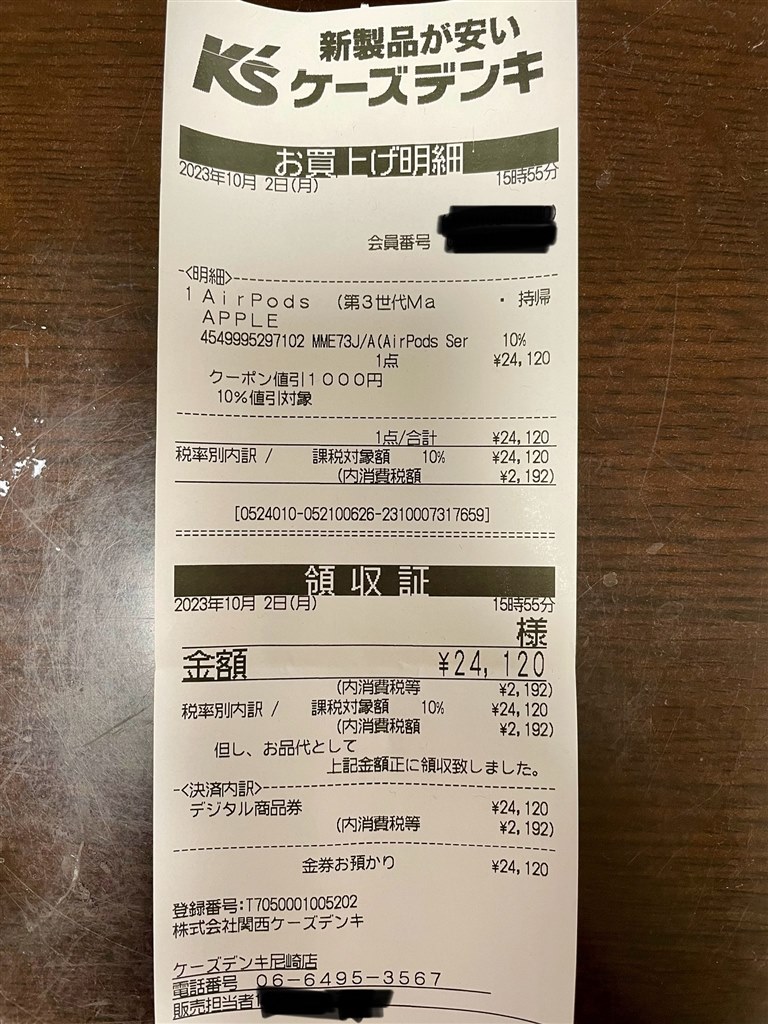 新製品が安い
K's ケーズデンキ
お買上げ明細
2023年10月 2日(月) 15時55分
会員番号
-<明細>-
1 AirPods (第3世代Ma ・ 持帰
APPLE
4549995297102 MME73J/A(AirPods Ser 10%
1点 ¥24,120
クーポン値引1000円
10%値引対象
1点/合計 ¥24,120
税率別内訳 / 課税対象額 10% ¥24,120
(内消費税額 ¥2,192)
[0524010-052100626-2310007317659]
領収証
2023年10月 2日(月) 15時55分
様
金額 ¥24,120
(内消費税等 ¥2,192)
税率別内訳 / 課税対象額 10% ¥24,120
(内消費税額 ¥2,192)
但し、お品代として
上記金額正に領収致しました。
-<決済内訳>-
デジタル商品券 ¥24,120
(内消費税等 ¥2,192)
金券お預かり ¥24,120
登録番号:T7050001005202
株式会社関西ケーズデンキ
ケーズデンキ尼崎店
電話番号 06-6495-3567
販売担当者